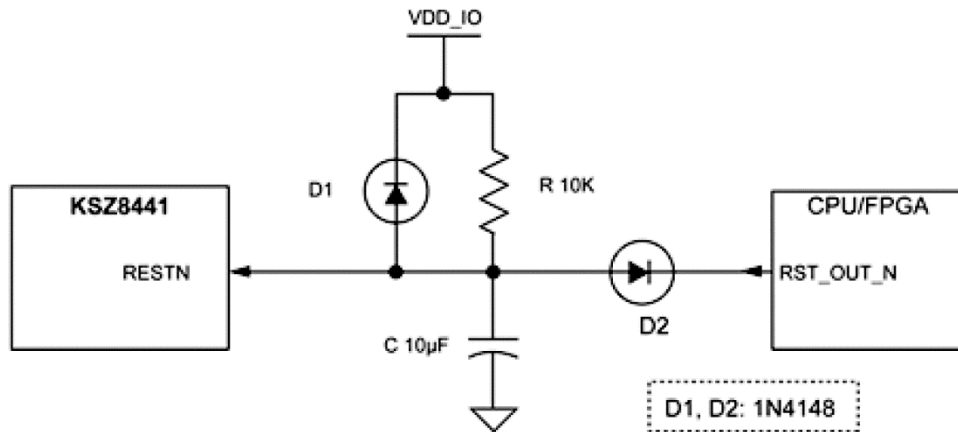 VDD_IO
D1
R 10K
KSZ8441
CPU/FPGA
RESTN
RST_OUT_N
D2
C 10µF
D1, D2: 1N4148